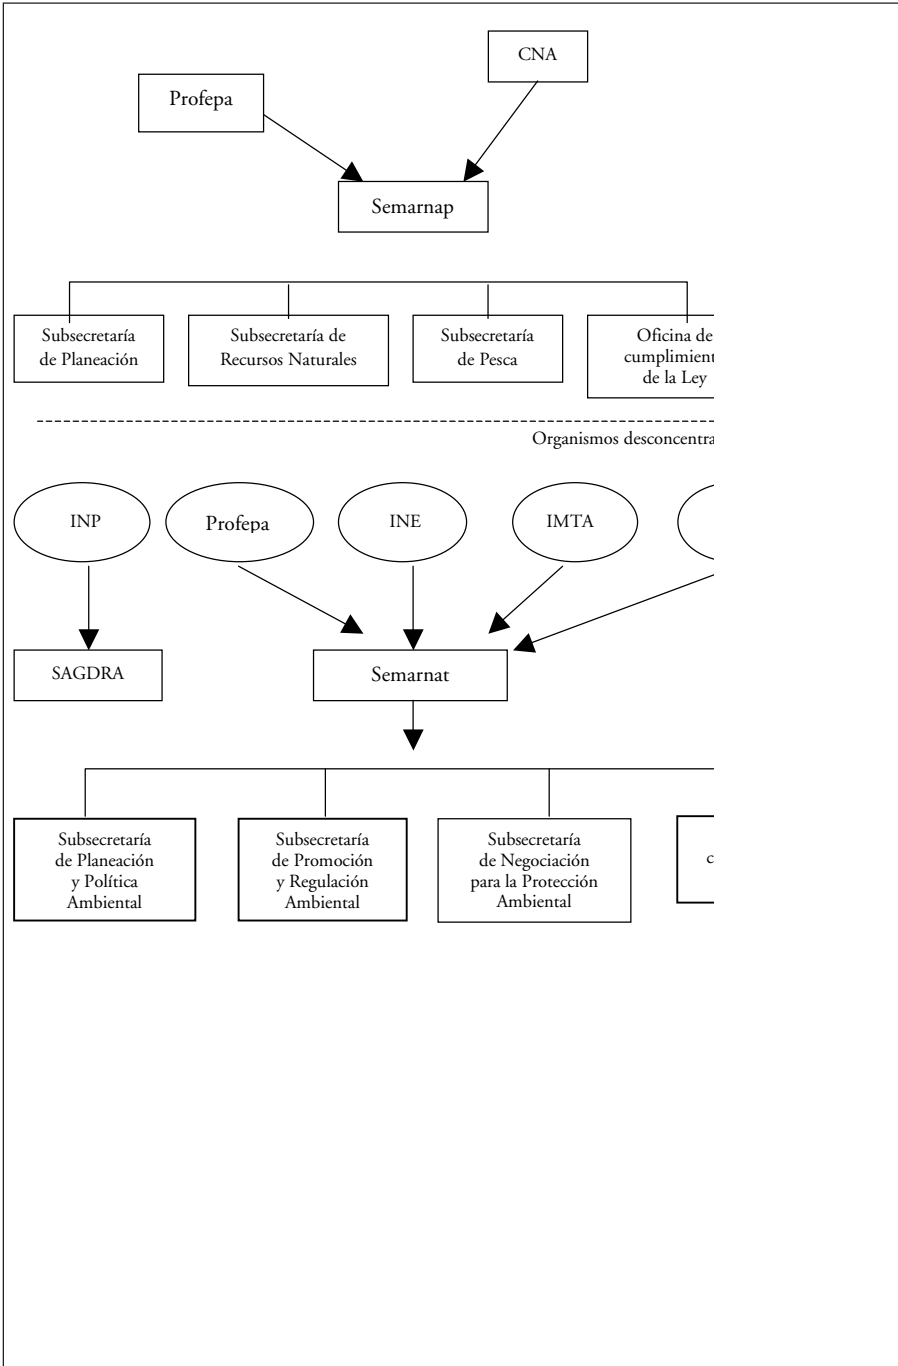 CNA
Profepa
Semarnap
Subsecretaría
de Planeación
Subsecretaría de
Recursos Naturales
Subsecretaría
de Pesca
Oficina de
cumplimient
de la Ley
Organismos desconcentra
INP
Profepa
INE
IMTA
SAGDRA
Semarnat
Subsecretaría
de Planeación
y Política
Ambiental
Subsecretaría
de Promoción
y Regulación
Ambiental
Subsecretaría
de Negociación
para la Protección
Ambiental
c